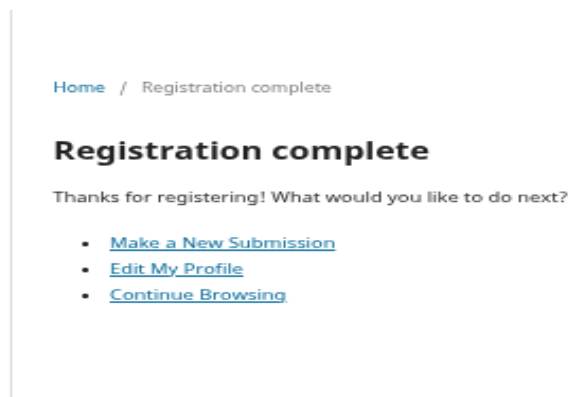 Home / Registration complete
Registration complete
Thanks for registering! What would you like to do next?
• Make a New Submission
• Edit My Profile
• Continue Browsing